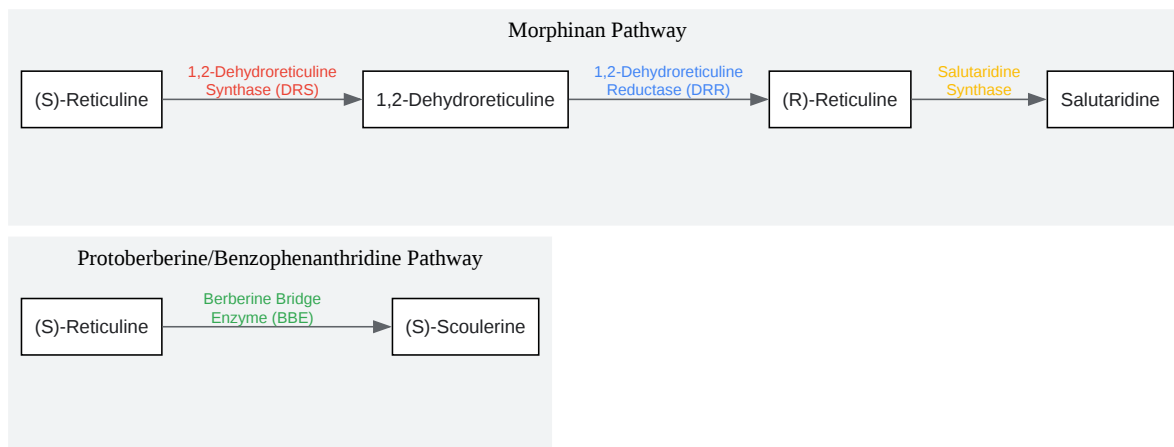 Morphinan Pathway
1,2-Dehydroreticuline
Synthase (DRS)
1,2-Dehydroreticuline
Reductase (DRR)
Salutaridine
Synthase
(S)-Reticuline
1,2-Dehydroreticuline
(R)-Reticuline
Salutaridine
Protoberberine/Benzophenanthridine Pathway
Berberine Bridge
Enzyme (BBE)
(S)-Reticuline
(S)-Scoulerine